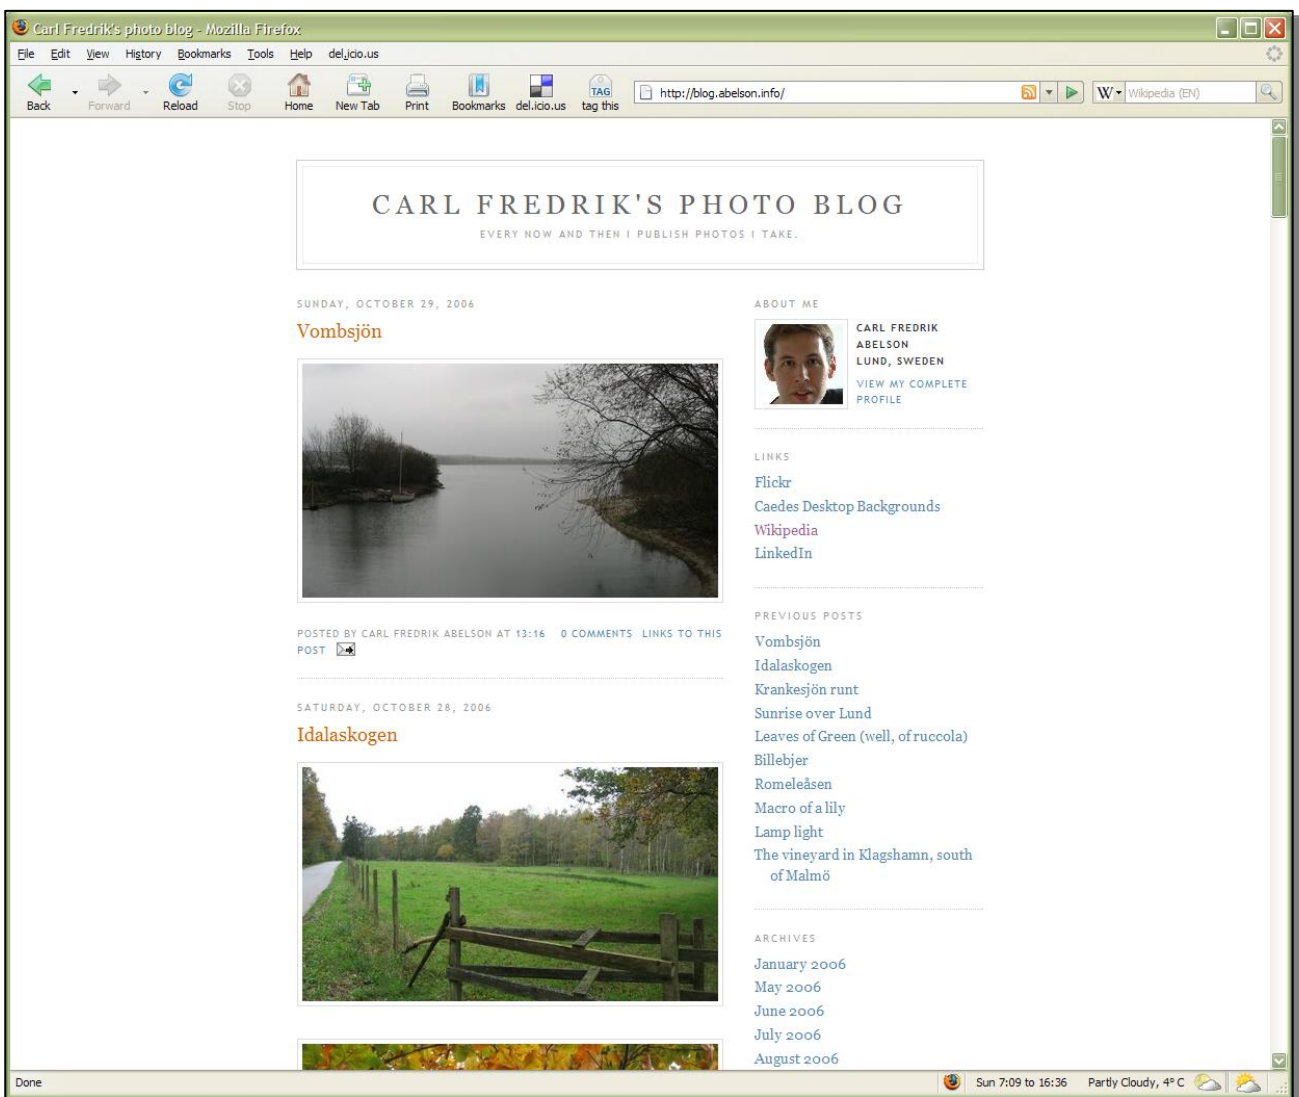 Carl Fredrik's photo blog - Mozilla Firefox
File Edit View History Bookmarks Tools Help del.icio.us
Back Forward Reload Stop Home New Tab Print Bookmarks del.icio.us tag this
TAG
http://blog.abelson.info/
W Wikipedia (EN)
CARL FREDRIK'S PHOTO BLOG
EVERY NOW AND THEN I PUBLISH PHOTOS I TAKE.
SUNDAY, OCTOBER 29, 2006
Vombsjön
POSTED BY CARL FREDRIK ABELSON AT 13:16 0 COMMENTS LINKS TO THIS
POST
SATURDAY, OCTOBER 28, 2006
Idalaskogen
ABOUT ME
CARL FREDRIK
ABELSON
LUND, SWEDEN
VIEW MY COMPLETE
PROFILE
LINKS
Flickr
Caedes Desktop Backgrounds
Wikipedia
LinkedIn
PREVIOUS POSTS
Vombsjön
Idalaskogen
Krankesjön runt
Sunrise over Lund
Leaves of Green (well, of ruccola)
Billebjer
Romeleåsen
Macro of a lily
Lamp light
The vineyard in Klagshamn, south
of Malmö
ARCHIVES
January 2006
May 2006
June 2006
July 2006
August 2006
Done
Sun 7:09 to 16:36 Partly Cloudy, 4° C